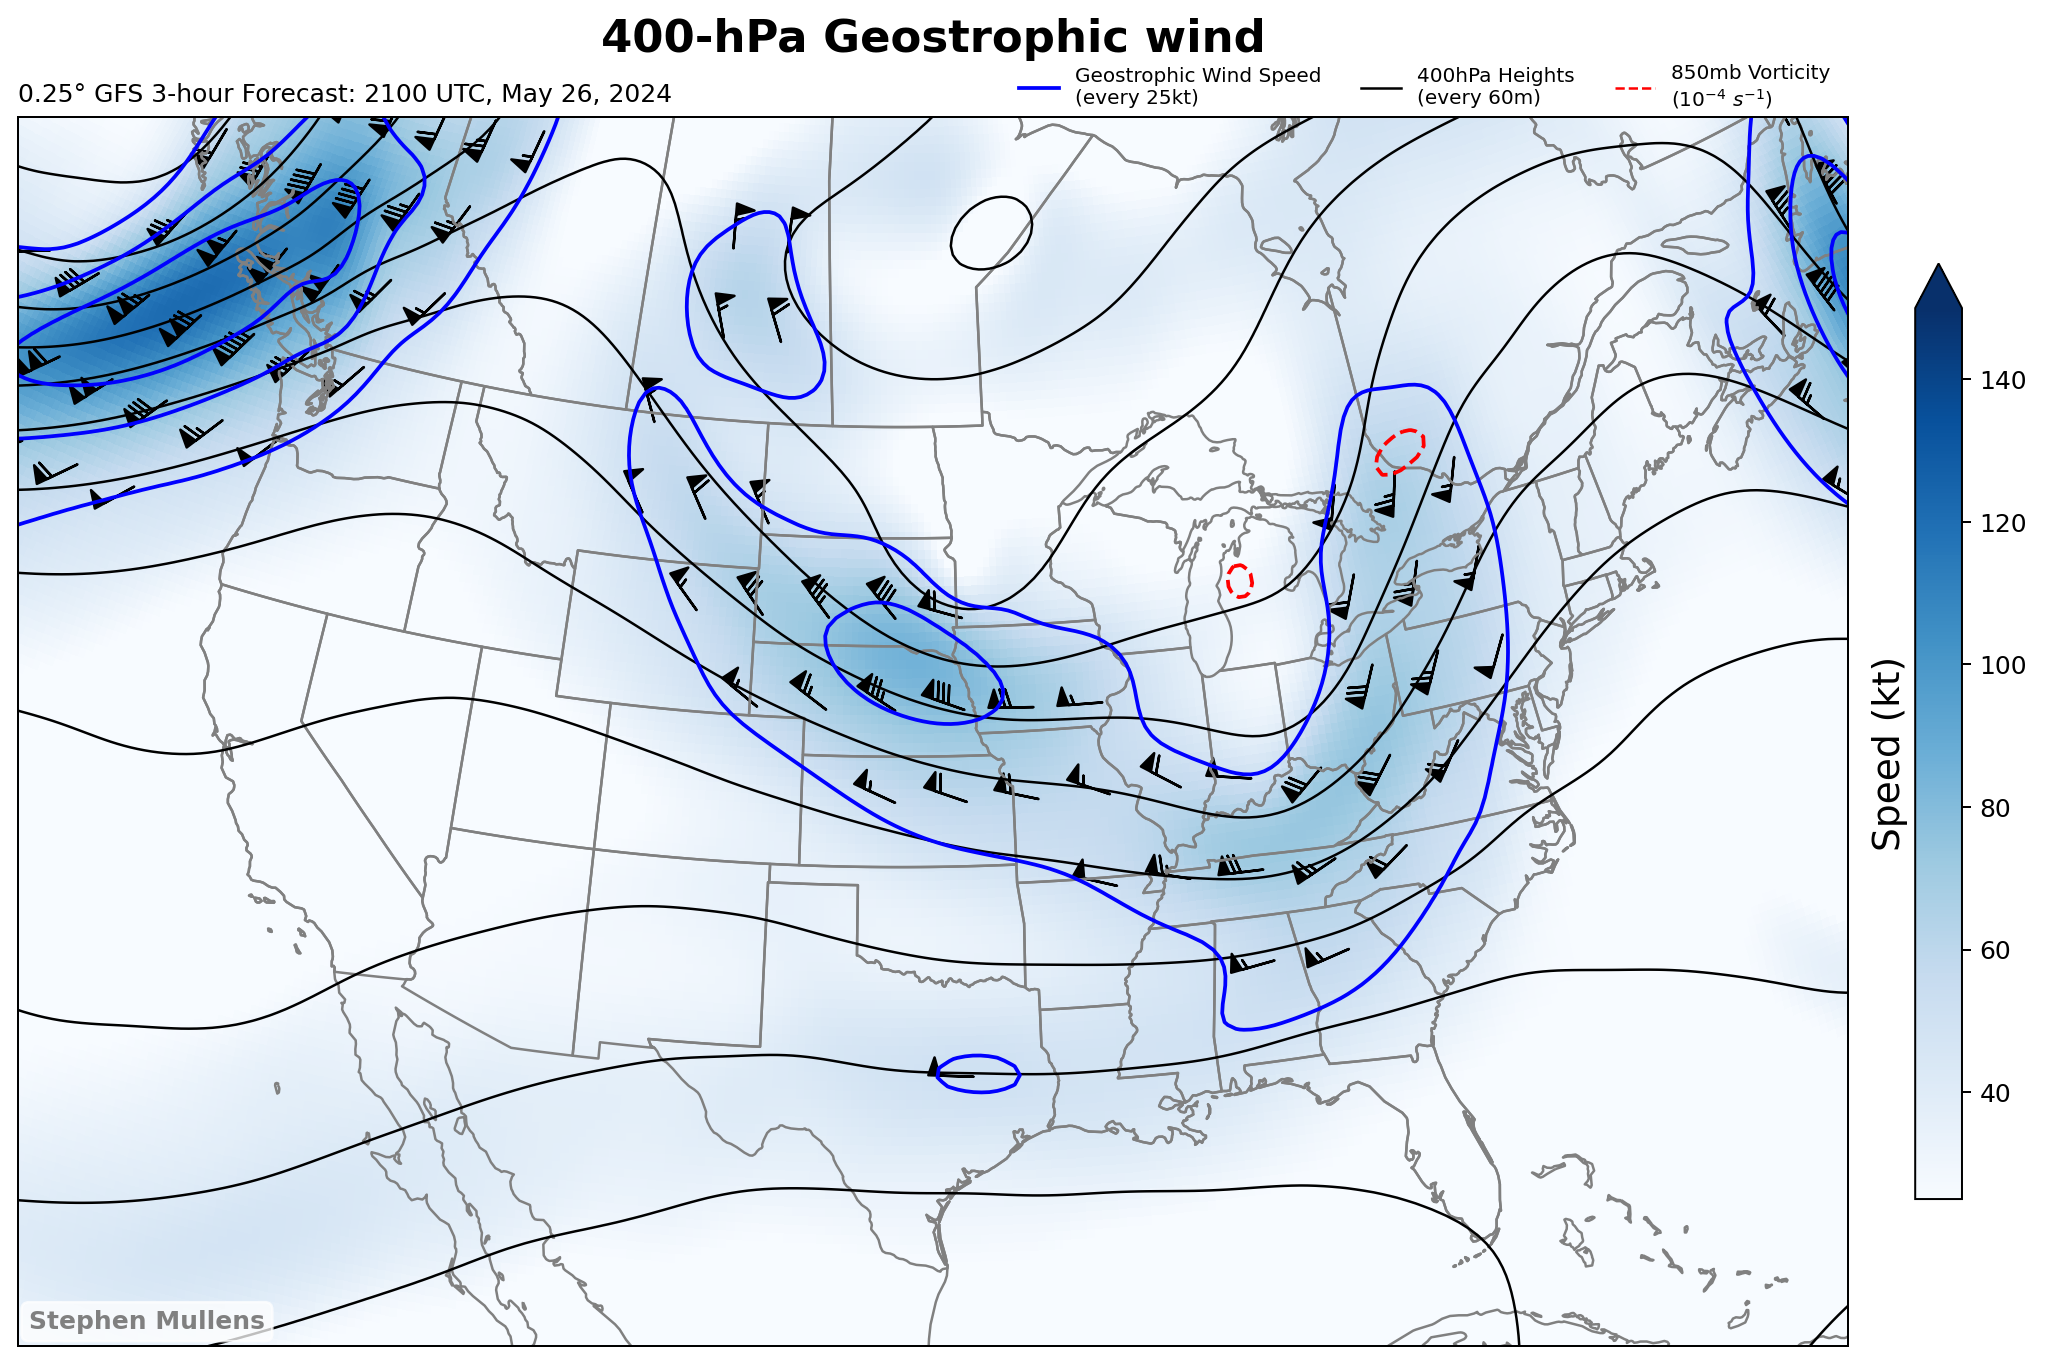 400-hPa Geostrophic wind
0.25° GFS 3-hour Forecast: 2100 UTC, May 26, 2024
Geostrophic Wind Speed
(every 25kt)
400hPa Heights
(every 60m)
850mb Vorticity
(10⁻⁴ s⁻¹)
140
120
100
80
60
40
Speed (kt)
Stephen Mullens